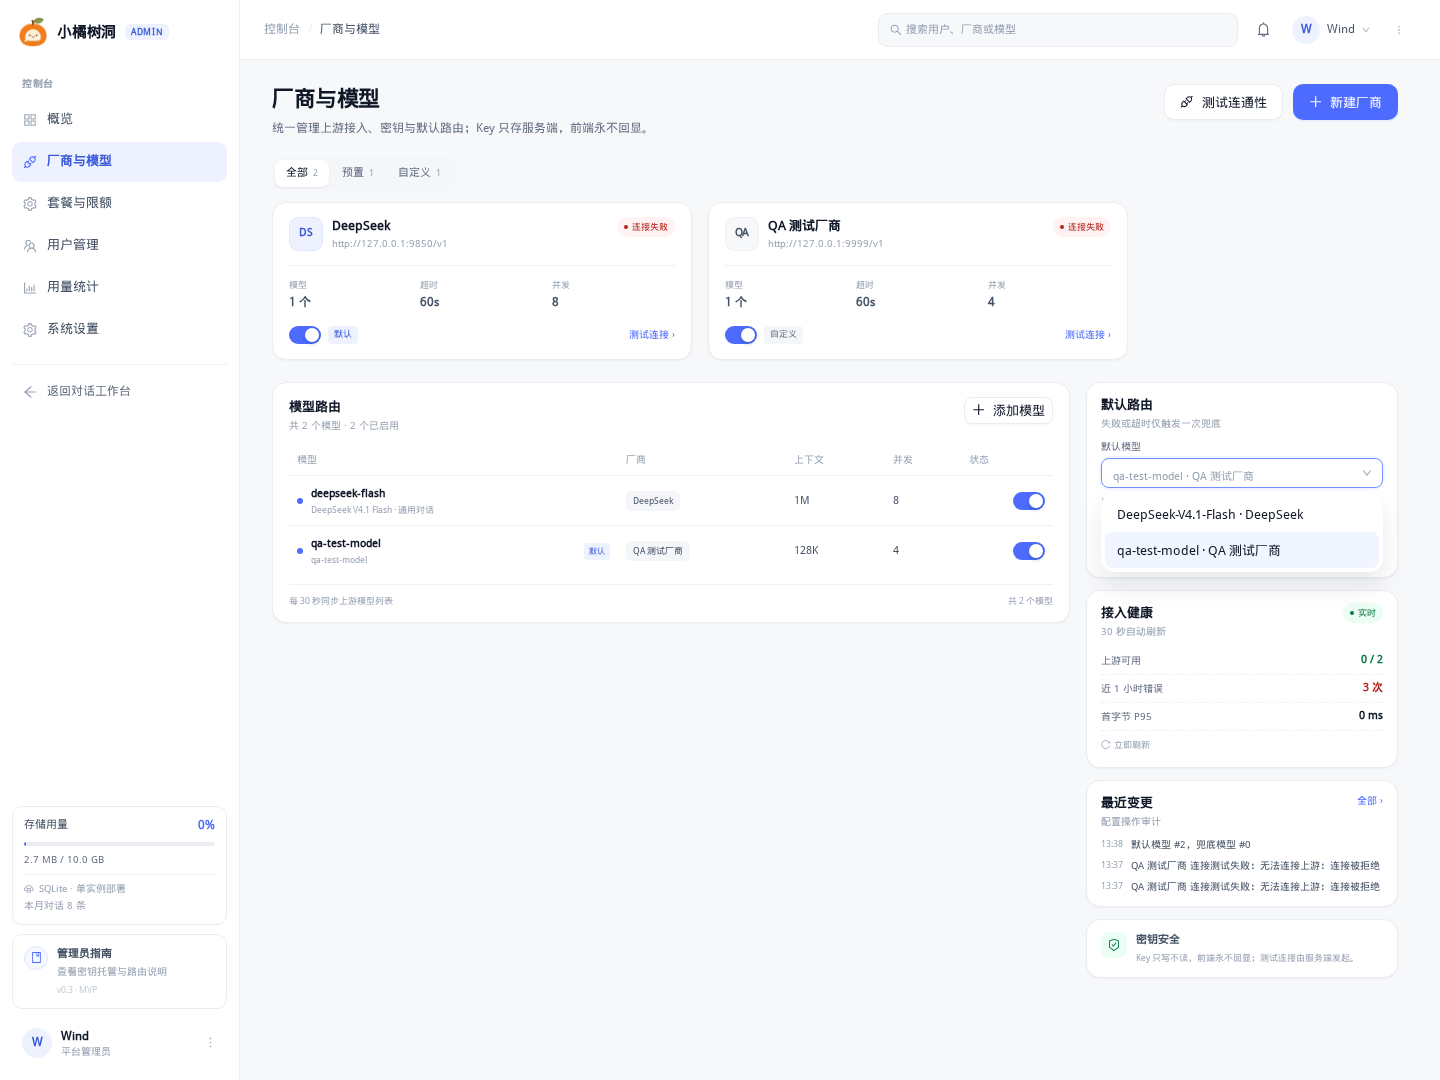 小橘树洞 ADMIN
控制台
概览
厂商与模型
套餐与限额
用户管理
用量统计
系统设置
返回对话工作台
存储用量 0%
2.7 MB / 10.0 GB
SQLite · 单实例部署
本月对话 8 条
管理员指南
查看密钥托管与路由说明
v0.3 · MVP
W Wind
平台管理员
控制台 / 厂商与模型
搜索用户、厂商或模型
W Wind
厂商与模型
统一管理上游接入、密钥与默认路由；Key 只存服务端，前端永不回显。
测试连通性
新建厂商
全部 2 预置 1 自定义 1
DS DeepSeek 连接失败
http://127.0.0.1:9850/v1
模型 超时 并发
1 个 60s 8
默认 测试连接 ›
QA QA 测试厂商 连接失败
http://127.0.0.1:9999/v1
模型 超时 并发
1 个 60s 4
自定义 测试连接 ›
模型路由
共 2 个模型 · 2 个已启用
添加模型
模型 厂商 上下文 并发 状态
deepseek-flash DeepSeek 1M 8
DeepSeek V4.1 Flash · 通用对话
qa-test-model 默认 QA 测试厂商 128K 4
qa-test-model
每 30 秒同步上游模型列表 共 2 个模型
默认路由
失败或超时仅触发一次兜底
默认模型
qa-test-model · QA 测试厂商
DeepSeek-V4.1-Flash · DeepSeek
qa-test-model · QA 测试厂商
接入健康 实时
30 秒自动刷新
上游可用 0 / 2
近 1 小时错误 3 次
首字节 P95 0 ms
立即刷新
最近变更 全部 ›
配置操作审计
13:38 默认模型 #2，兜底模型 #0
13:37 QA 测试厂商 连接测试失败：无法连接上游：连接被拒绝
13:37 QA 测试厂商 连接测试失败：无法连接上游：连接被拒绝
密钥安全
Key 只写不读，前端永不回显；测试连接由服务端发起。